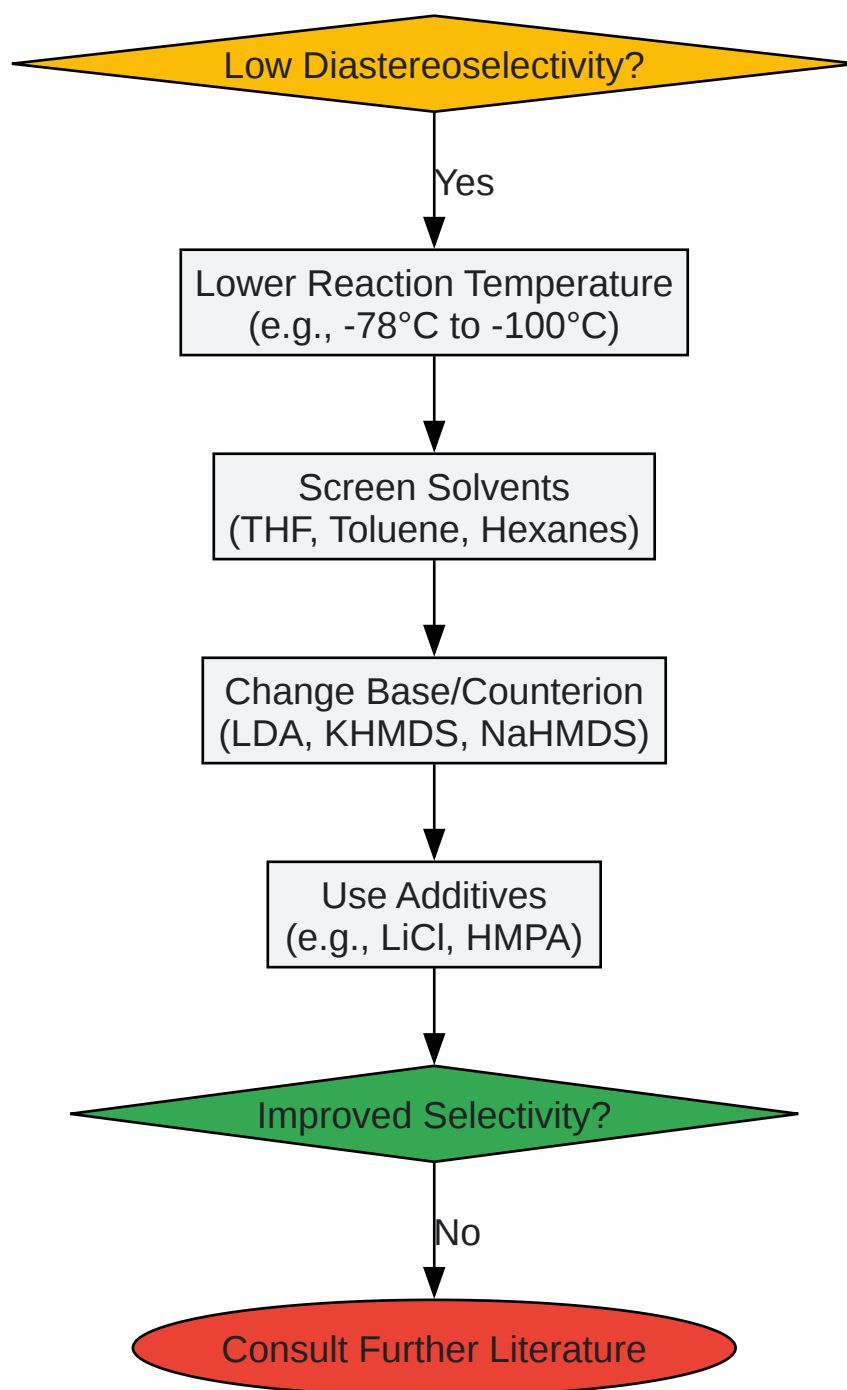 Low Diastereoselectivity?
Yes
Lower Reaction Temperature
(e.g., -78°C to -100°C)
Screen Solvents
(THF, Toluene, Hexanes)
Change Base/Counterion
(LDA, KHMDS, NaHMDS)
Use Additives
(e.g., LiCl, HMPA)
Improved Selectivity?
No
Consult Further Literature